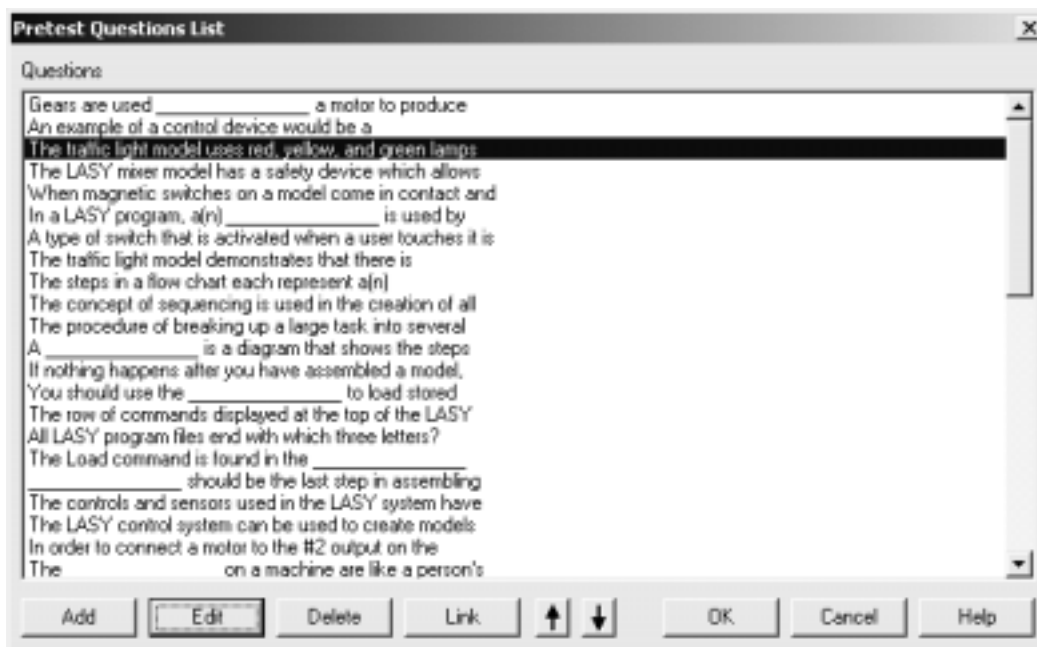 Pretest Questions List
Questions
Gears are used _______________ a motor to produce
An example of a control device would be a
The traffic light model uses red, yellow, and green lamps
The LASY mixer model has a safety device which allows
When magnetic switches on a model come in contact and
In a LASY program, a(n) _______________ is used by
A type of switch that is activated when a user touches it is
The traffic light model demonstrates that there is
The steps in a flow chart each represent a(n)
The concept of sequencing is used in the creation of all
The procedure of breaking up a large task into several
A _______________ is a diagram that shows the steps
If nothing happens after you have assembled a model,
You should use the _______________ to load stored
The row of commands displayed at the top of the LASY
All LASY program files end with which three letters?
The Load command is found in the _______________
_______________ should be the last step in assembling
The controls and sensors used in the LASY system have
The LASY control system can be used to create models
In order to connect a motor to the #2 output on the
The _______________ on a machine are like a person's
Add Edit Delete Link OK Cancel Help